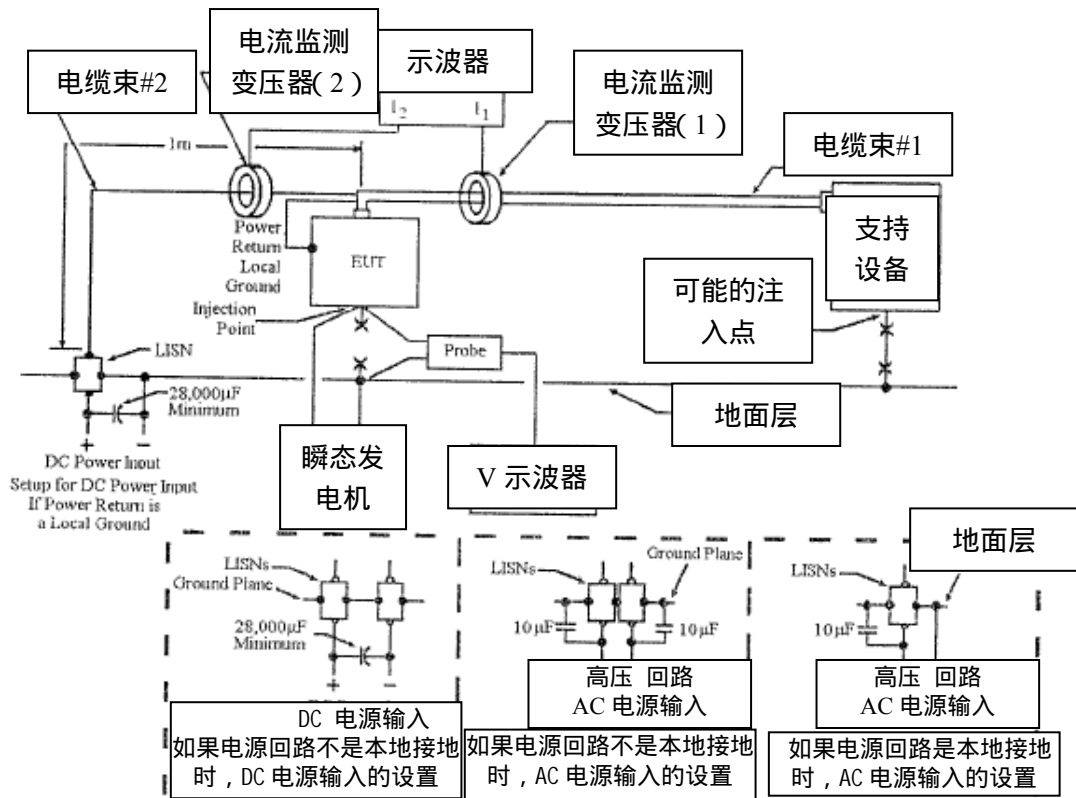 电缆束#2
电流监测
变压器(2)
示波器
I2
I1
电流监测
变压器(1)
电缆束#1
1m
Power
Return
Local
Ground
EUT
支持
设备
Injection
Point
可能的注
入点
LISN
Probe
28,000µF
Minimum
地面层
DC Power Input
Setup for DC Power Input
If Power Return is
a Local Ground
瞬态发
电机
V 示波器
LISNs
Ground Plane
28,000µF
Minimum
DC 电源输入
如果电源回路不是本地接地
时,DC 电源输入的设置
LISNs
Ground Plane
10µF
10µF
高压 回路
AC 电源输入
如果电源回路不是本地接地
时,AC 电源输入的设置
地面层
LISNs
10µF
高压 回路
AC 电源输入
如果电源回路是本地接地
时,AC 电源输入的设置